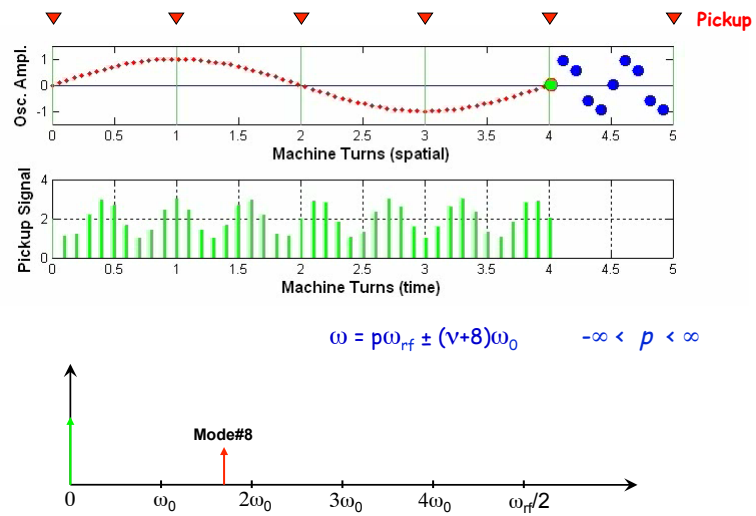 Pickup
Osc. Ampl.
1
0
-1
0 0.5 1 1.5 2 2.5 3 3.5 4 4.5 5
Machine Turns (spatial)
Pickup Signal
4
2
0
0 0.5 1 1.5 2 2.5 3 3.5 4 4.5 5
Machine Turns (time)
ω = pω_rf ± (ν+8)ω_0 -∞ < p < ∞
Mode#8
0 ω_0 2ω_0 3ω_0 4ω_0 ω_rf/2